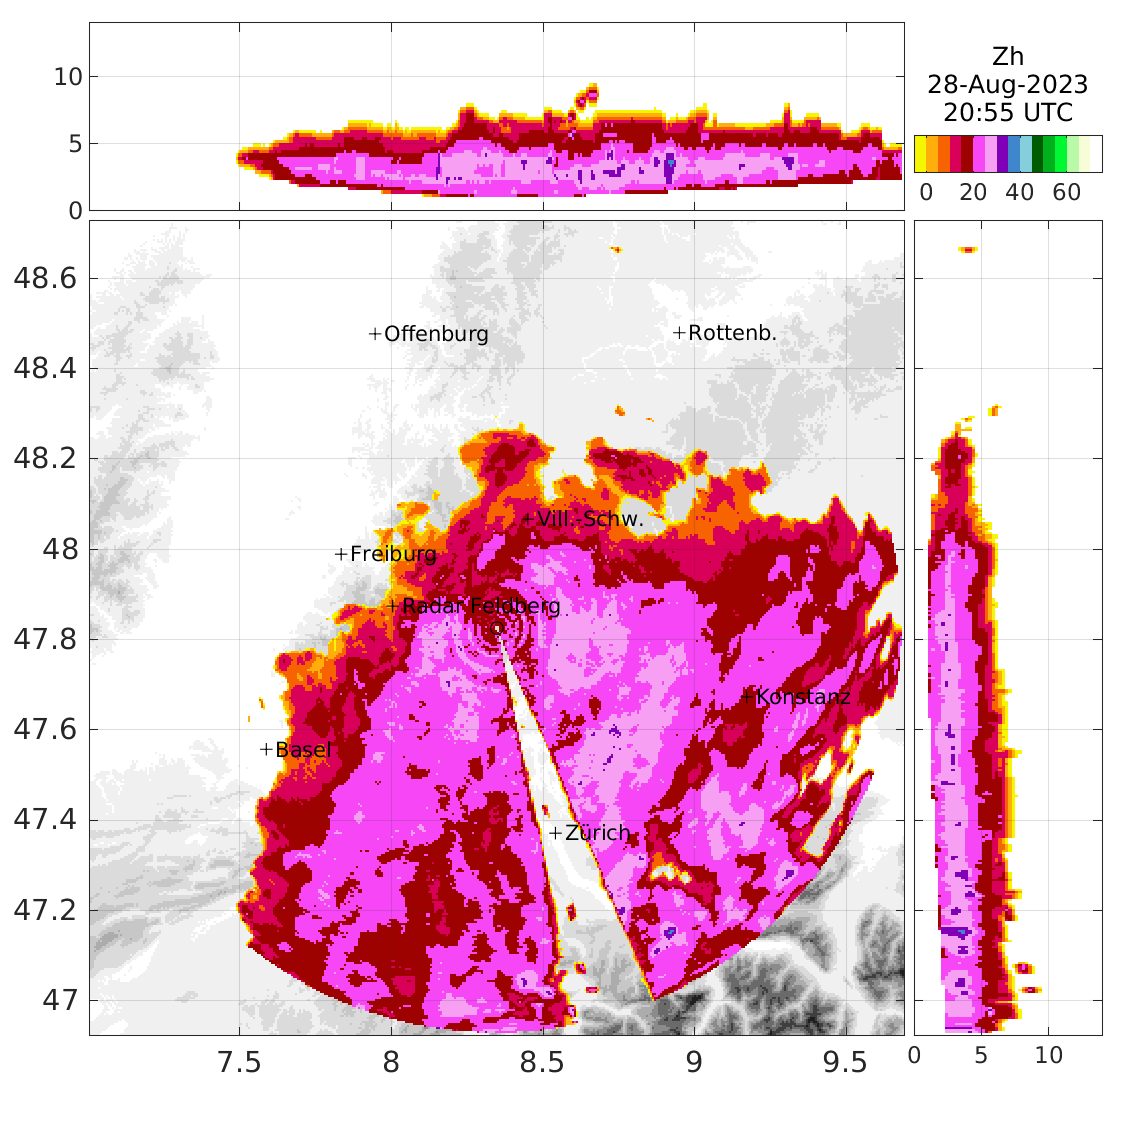 10
5
0
Zh
28-Aug-2023
20:55 UTC
0 20 40 60
48.6
48.4
48.2
48
47.8
47.6
47.4
47.2
47
+Offenburg
+Rottenb.
+Vill.-Schw.
+Freiburg
+Radar Feldberg
+Konstanz
+Basel
+Zürich
7.5 8 8.5 9 9.5
0 5 10